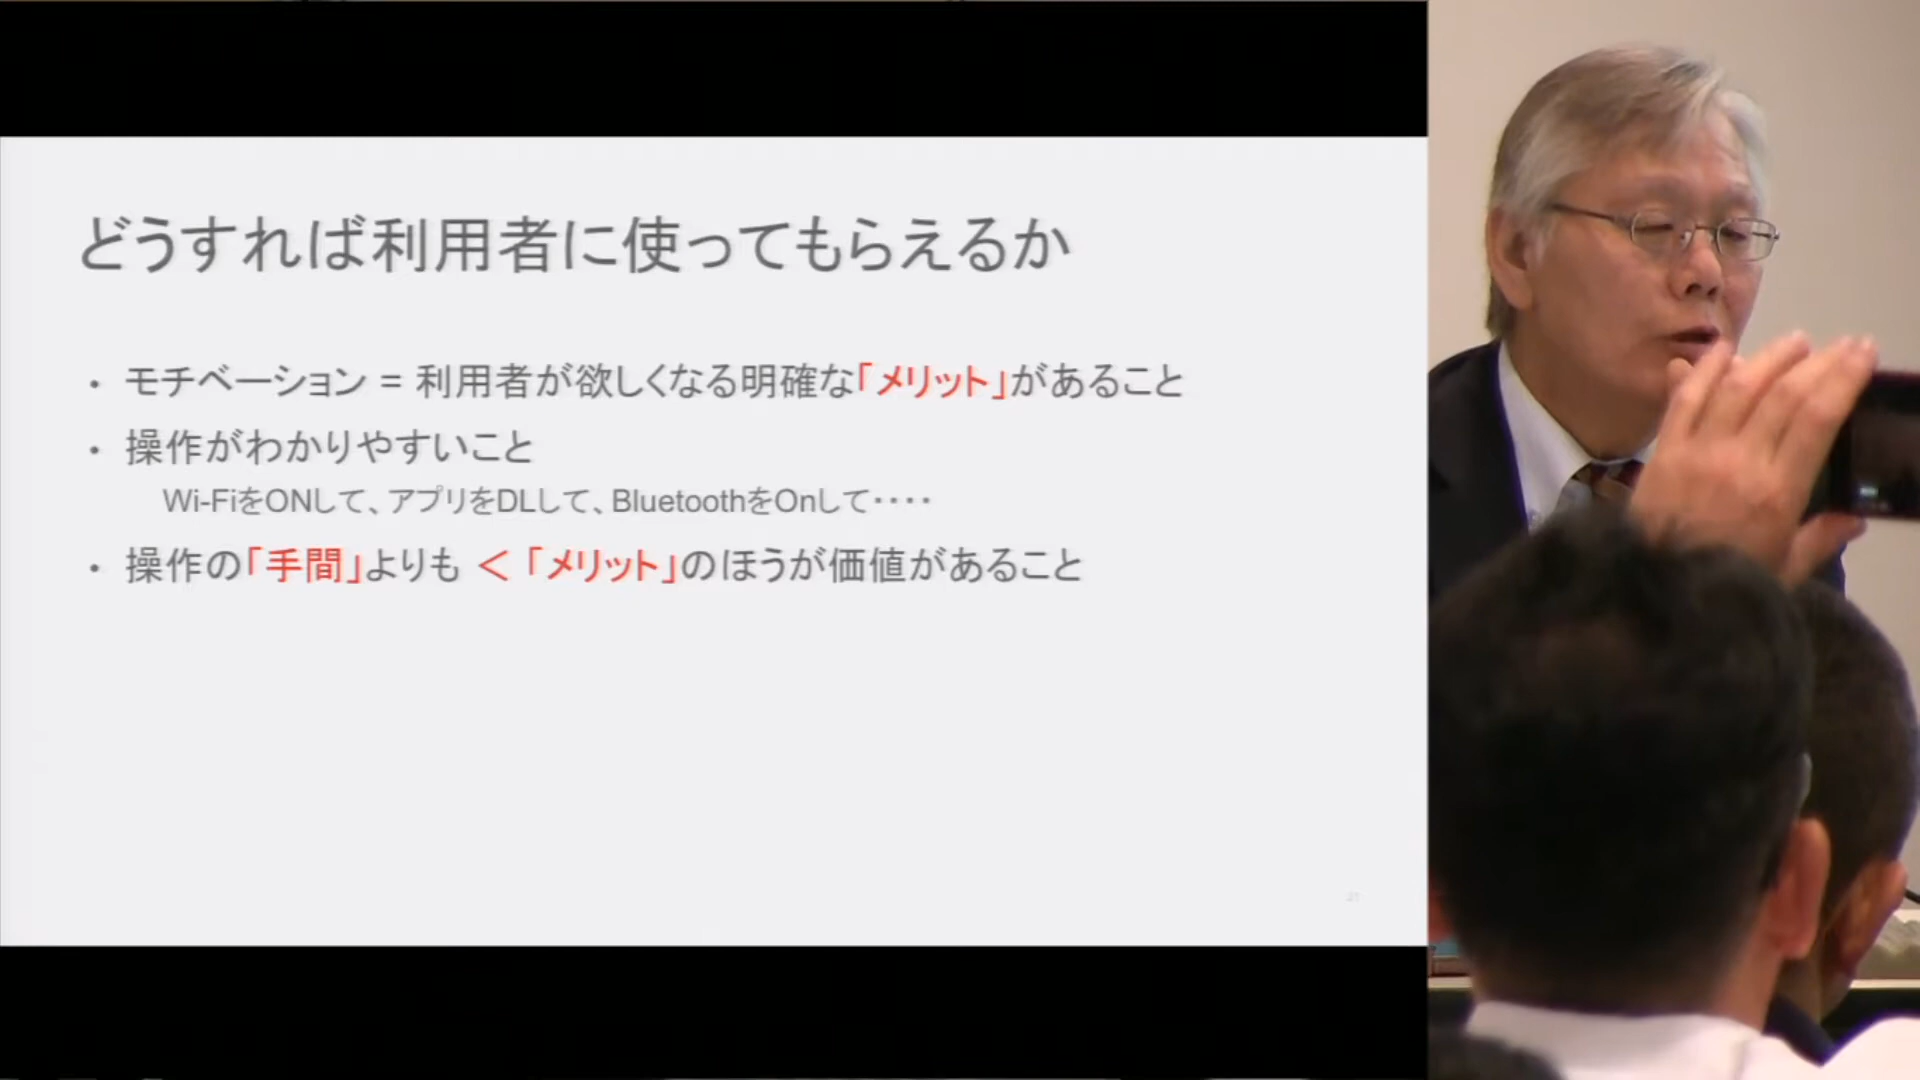 どうすれば利用者に使ってもらえるか
・ モチベーション = 利用者が欲しくなる明確な「メリット」があること
・ 操作がわかりやすいこと
Wi-FiをONして、アプリをDLして、BluetoothをOnして････
・ 操作の「手間」よりも ＜「メリット」のほうが価値があること